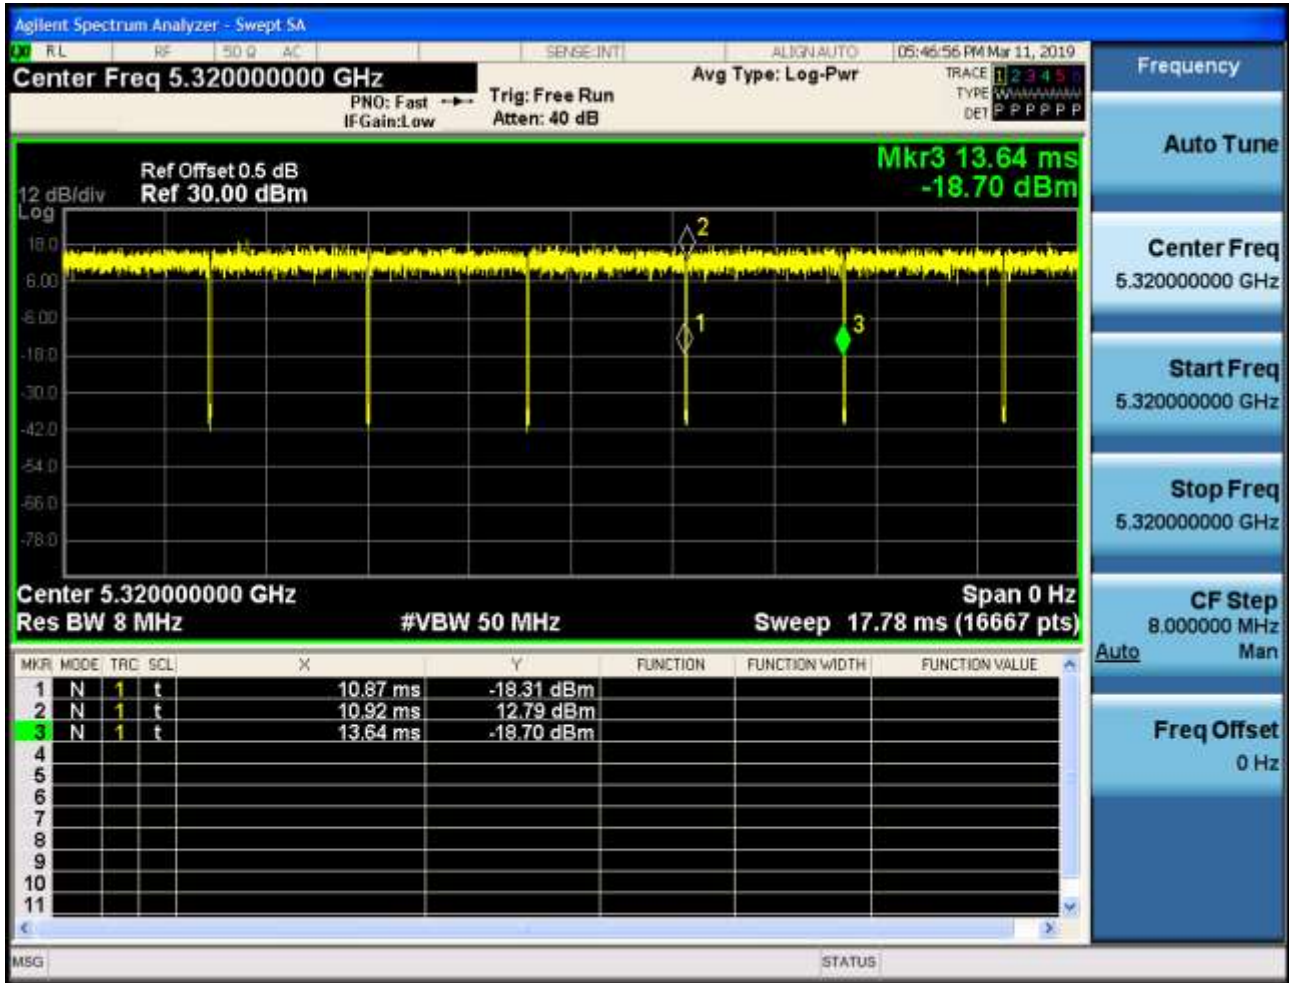 Agilent Spectrum Analyzer - Swept SA
RL RF 50 Ω AC SENSE:INT ALIGN AUTO 05:46:56 PM Mar 11, 2019
Center Freq 5.320000000 GHz
Avg Type: Log-Pwr
TRACE 1 2 3 4 5 6
PNO: Fast
Trig: Free Run
TYPE
IFGain:Low
Atten: 40 dB
DET P P P P P P
Mkr3 13.64 ms
Ref Offset 0.5 dB
-18.70 dBm
12 dB/div Ref 30.00 dBm
Log
18.0
6.00
-6.00
-18.0
-30.0
-42.0
-54.0
-66.0
-78.0
2
1
3
Center 5.320000000 GHz Span 0 Hz
Res BW 8 MHz #VBW 50 MHz Sweep 17.78 ms (16667 pts)
MKR MODE TRC SCL X Y FUNCTION FUNCTION WIDTH FUNCTION VALUE
1 N 1 t 10.87 ms -18.31 dBm
2 N 1 t 10.92 ms 12.79 dBm
3 N 1 t 13.64 ms -18.70 dBm
4
5
6
7
8
9
10
11
MSG STATUS
Frequency
Auto Tune
Center Freq
5.320000000 GHz
Start Freq
5.320000000 GHz
Stop Freq
5.320000000 GHz
CF Step
8.000000 MHz
Auto Man
Freq Offset
0 Hz